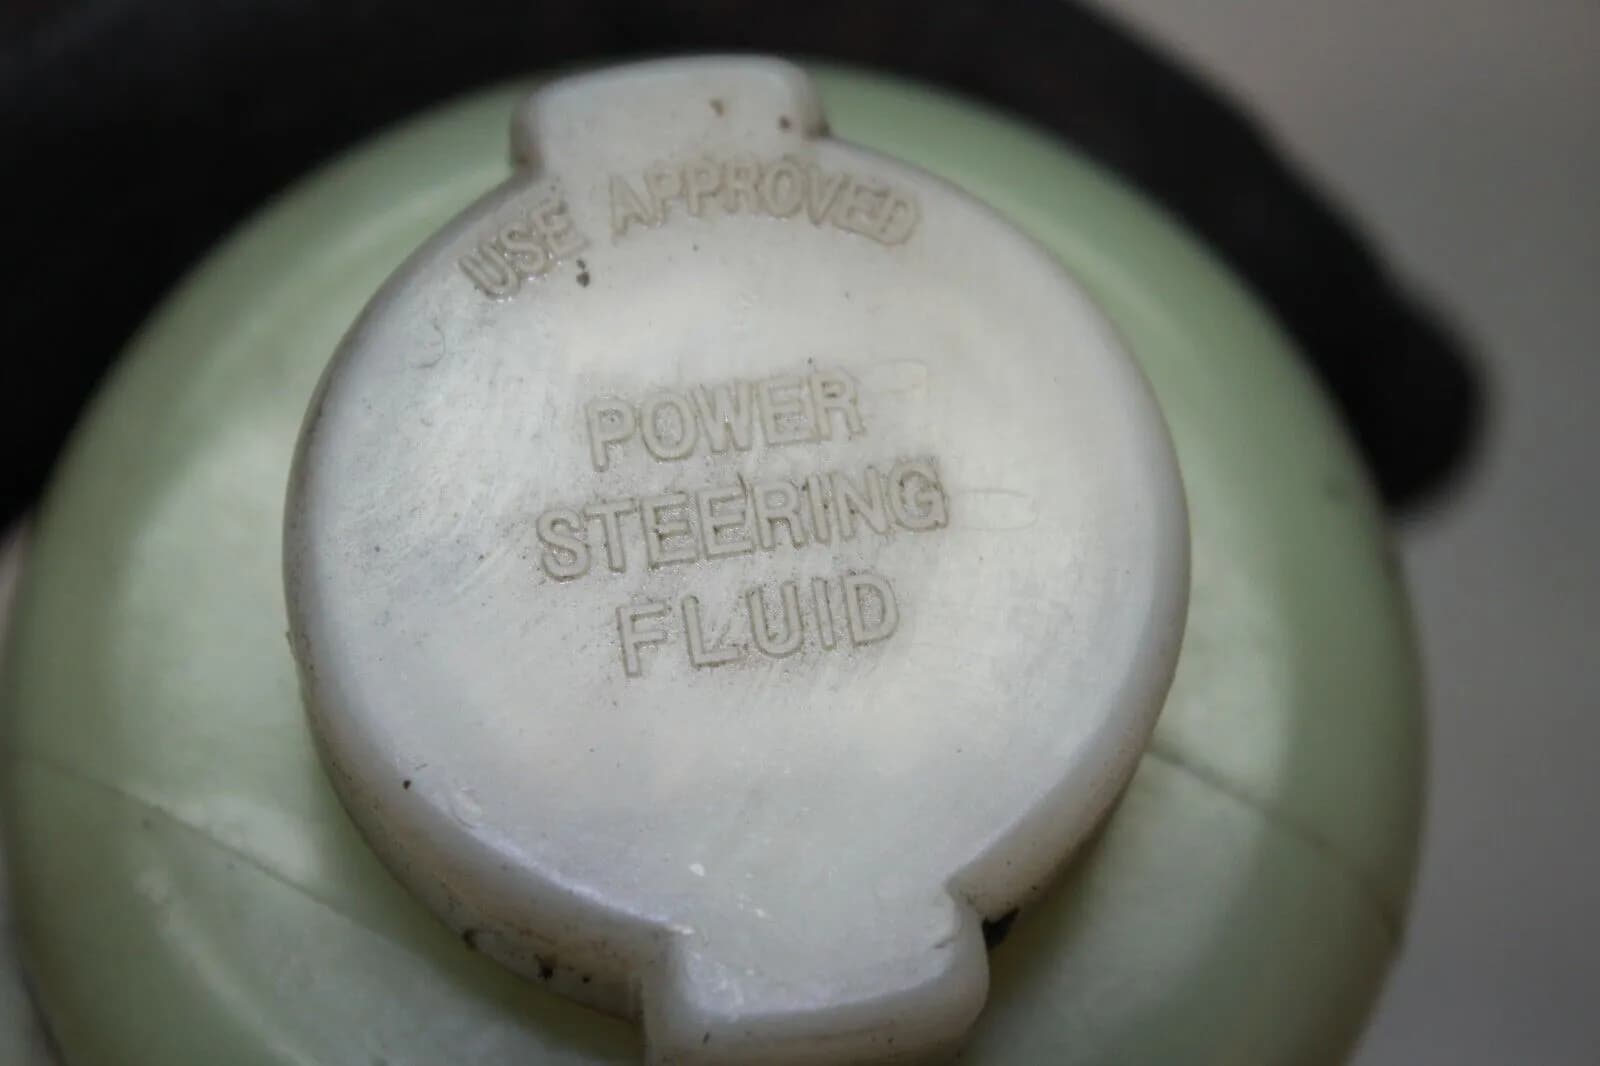 USE APPROVED
POWER
STEERING
FLUID